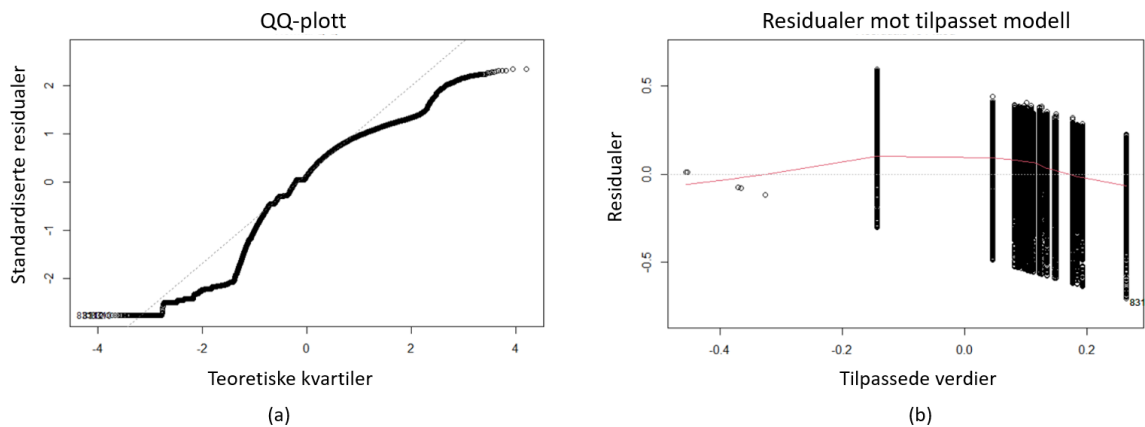 QQ-plott
Standardiserte residualer
2
1
0
-1
-2
-4
-2
0
2
4
Teoretiske kvartiler
(a)
Residualer mot tilpasset modell
Residualer
0.5
0.0
-0.5
831
-0.4
-0.2
0.0
0.2
Tilpassede verdier
(b)